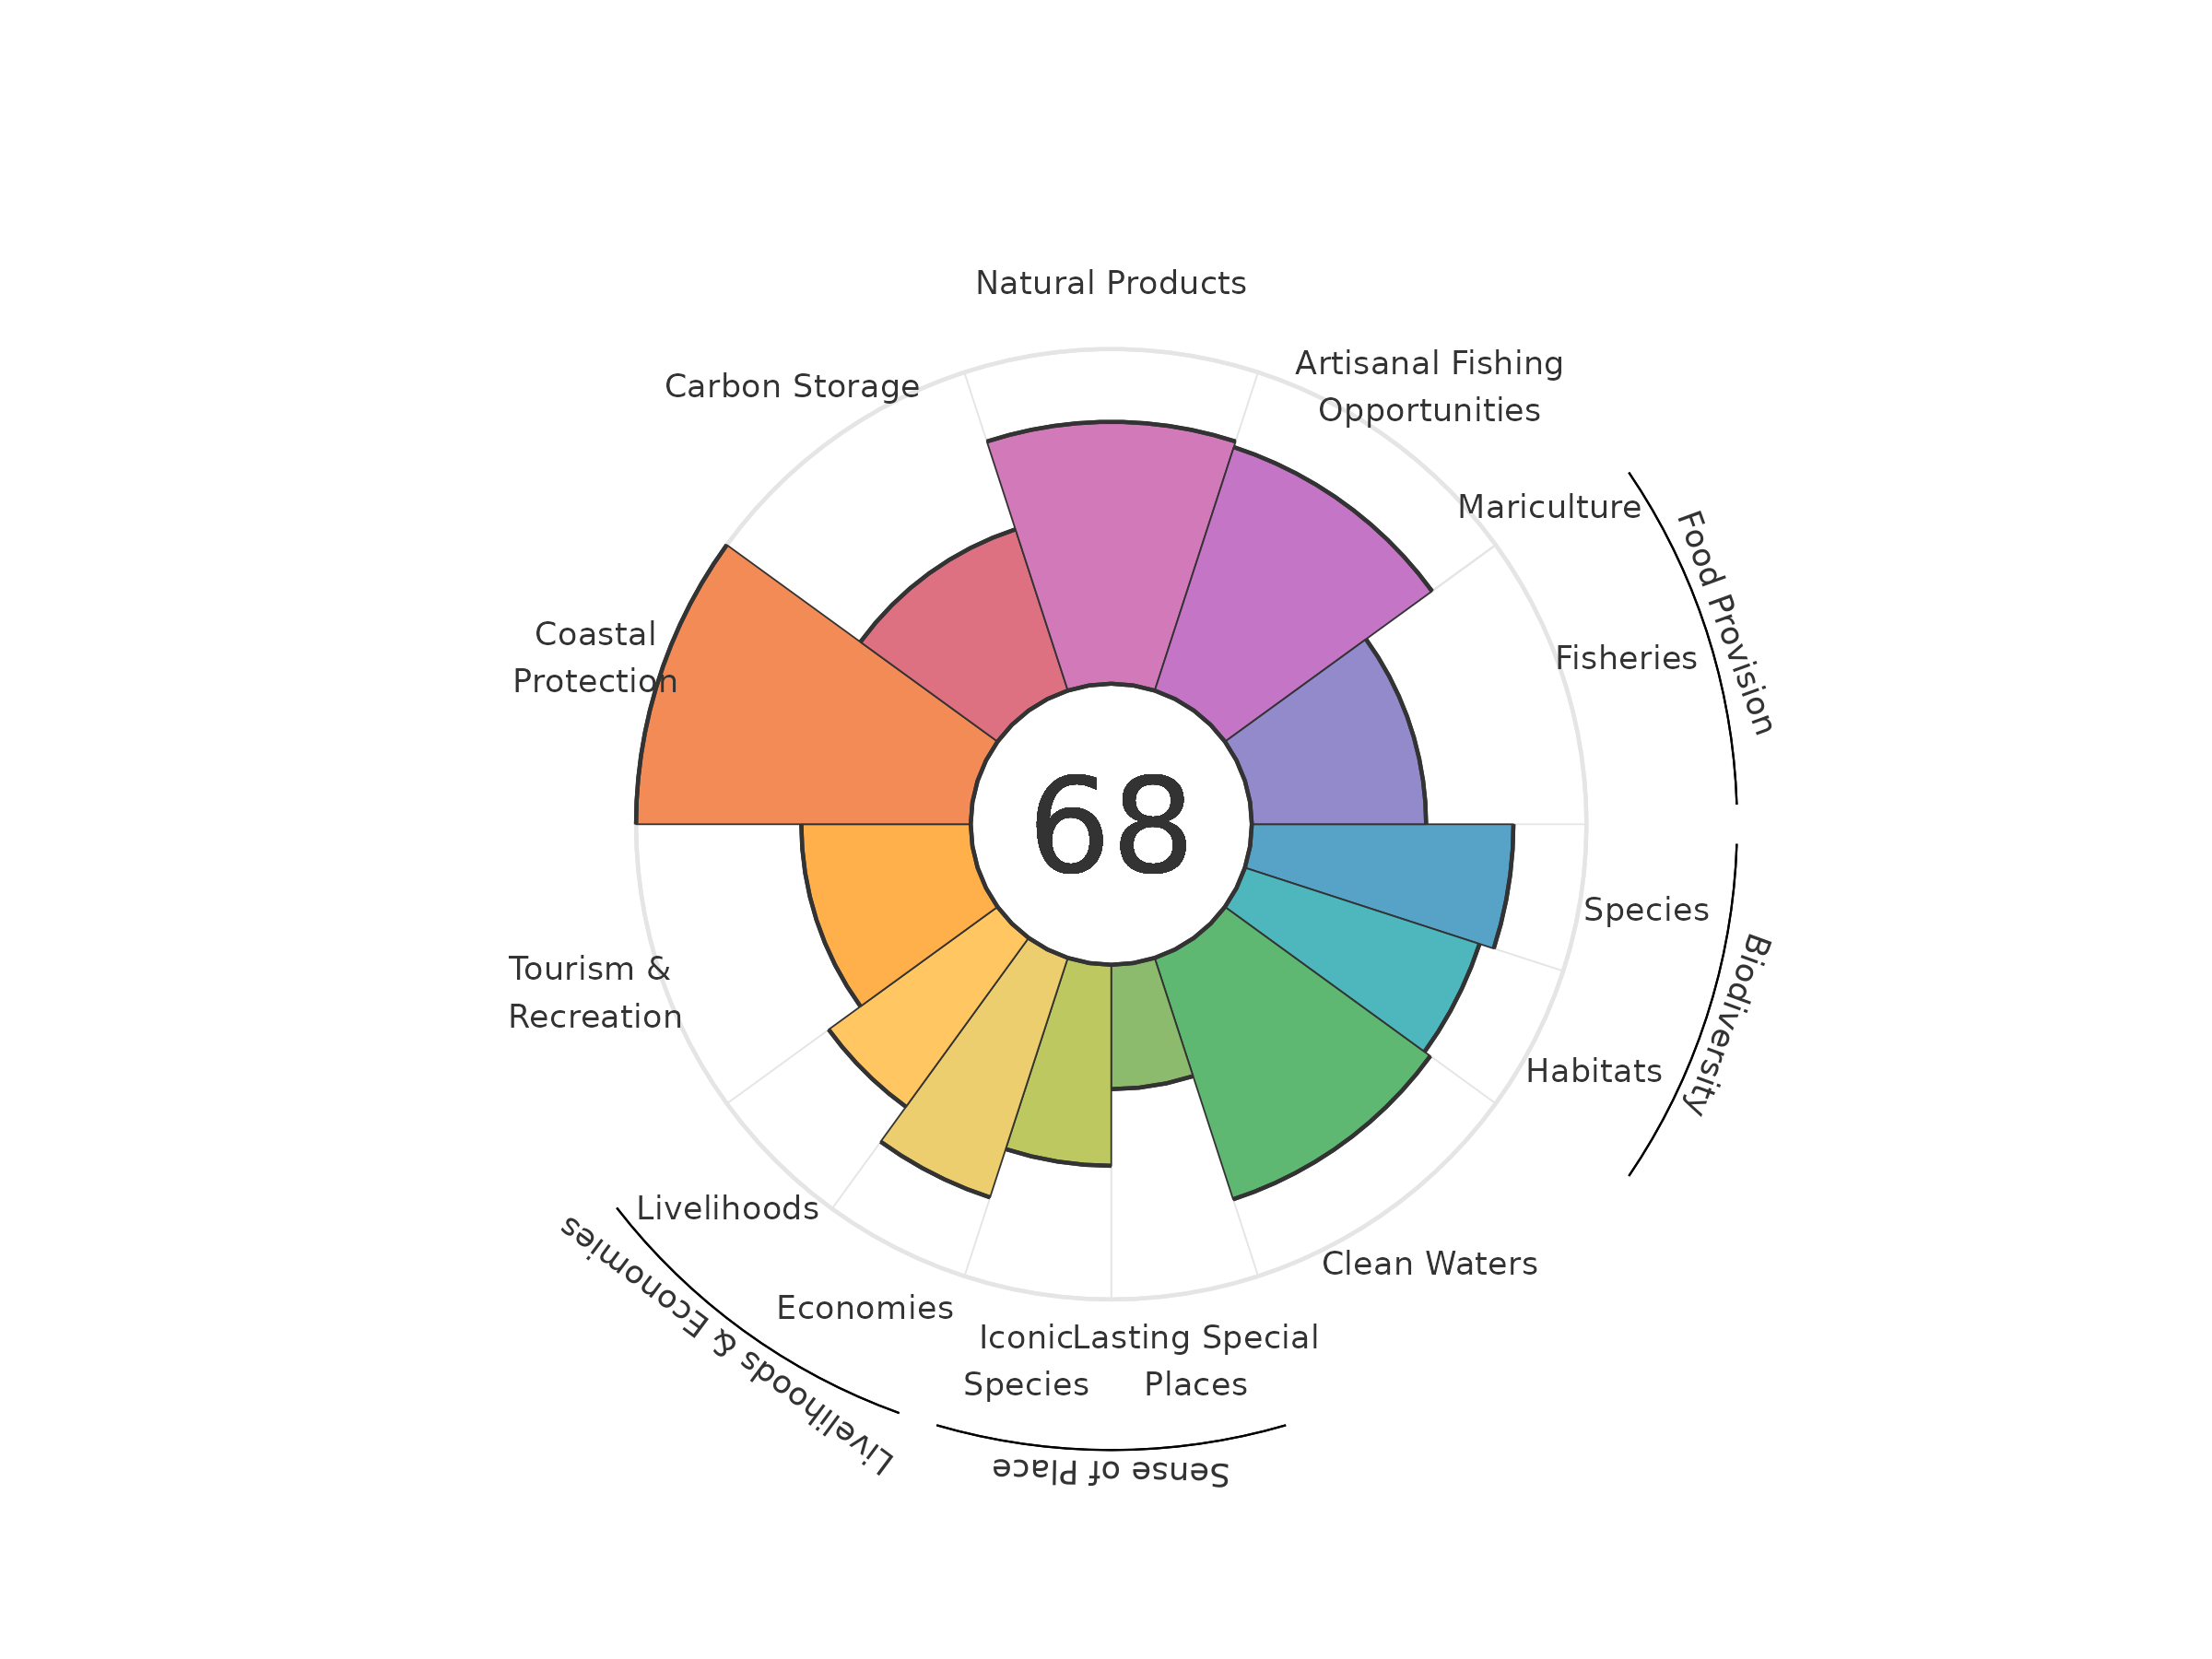 Natural Products
Artisanal Fishing
Opportunities
Carbon Storage
Mariculture
Food Provision
Fisheries
Coastal
Protection
68
Species
Biodiversity
Tourism &
Recreation
Habitats
Livelihoods
Clean Waters
Economies
Livelihoods & Economies
Iconic
Species
Lasting Special
Places
Sense of Place